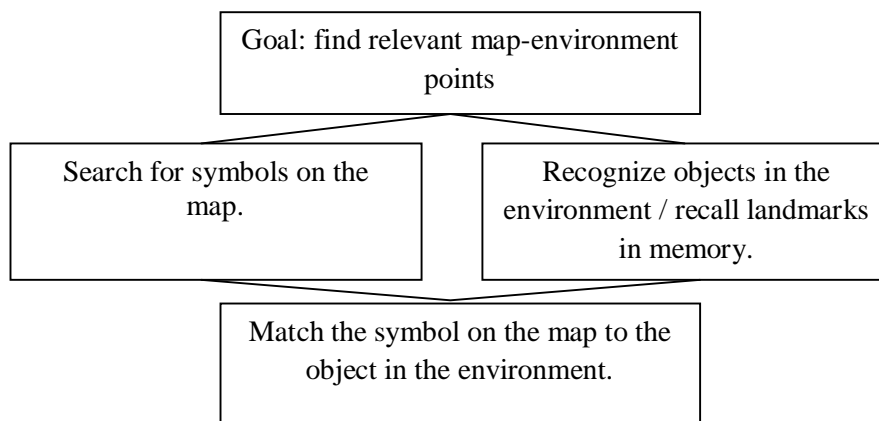 Goal: find relevant map-environment
points
Search for symbols on the
map.
Recognize objects in the
environment / recall landmarks
in memory.
Match the symbol on the map to the
object in the environment.